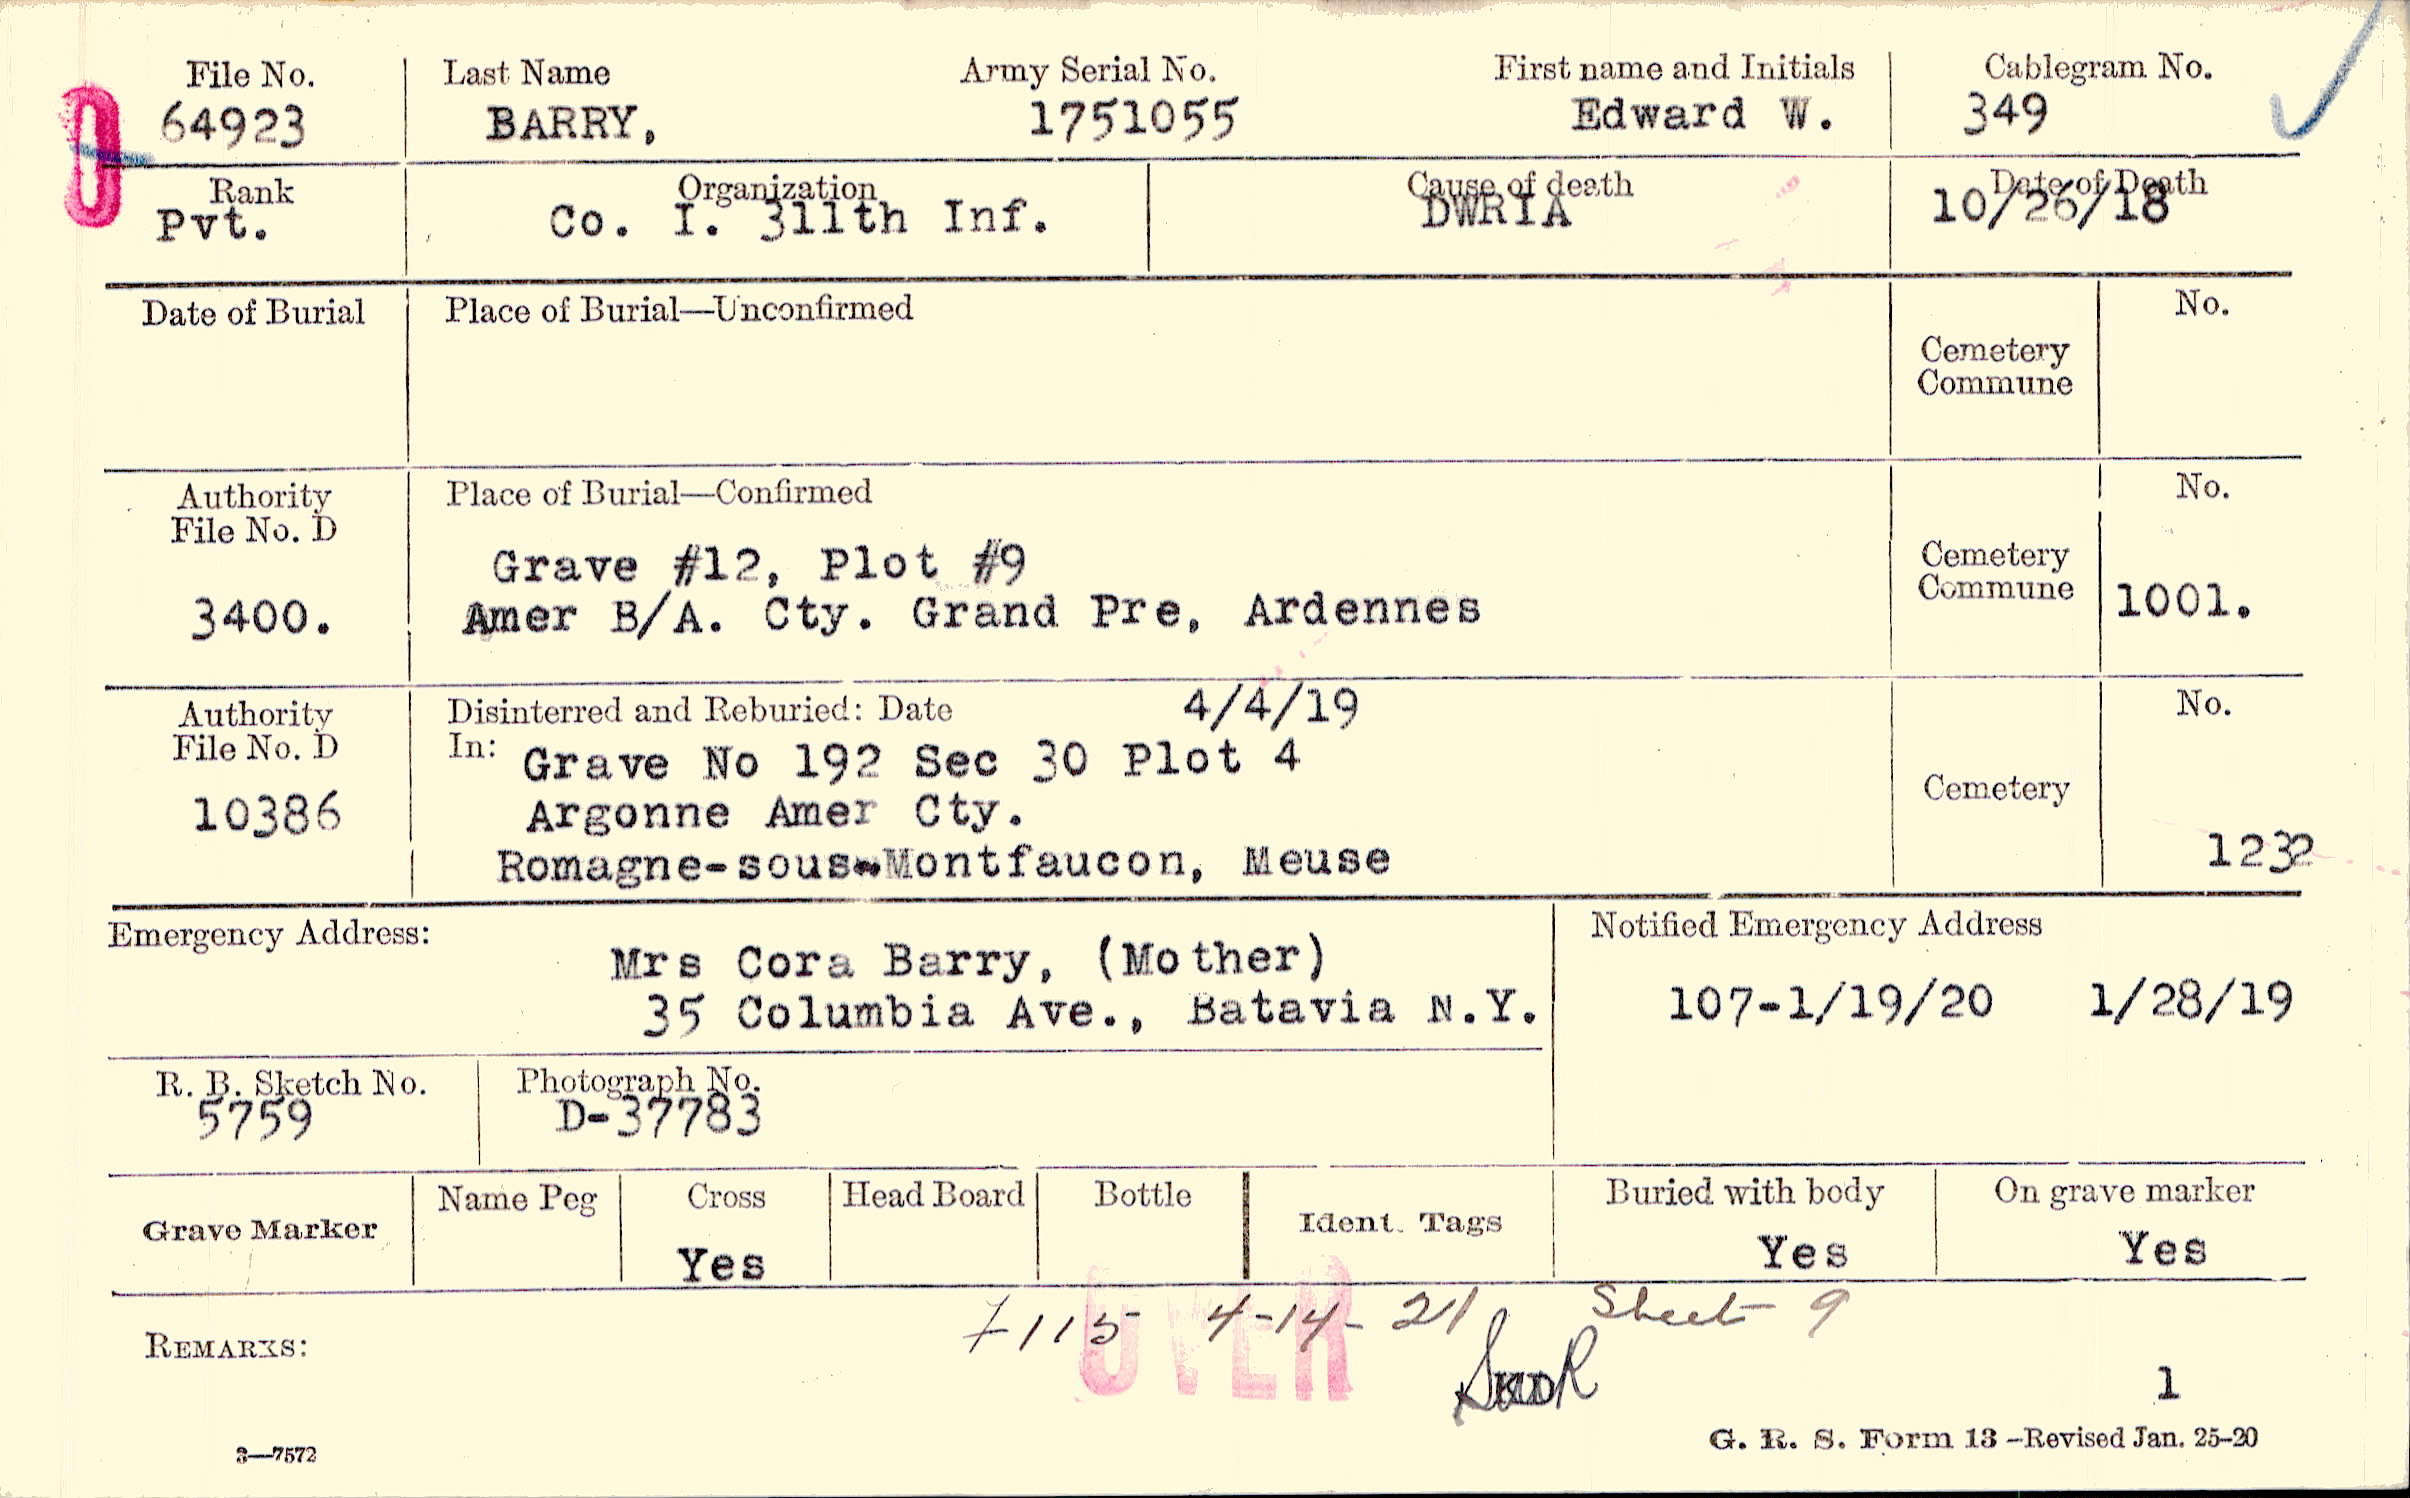 File No. Last Name Army Serial No. First name and Initials Cablegram No.
64923 BARRY, 1751055 Edward W. 349
Rank Organization Cause of death Date of Death
Pvt. Co. I. 311th Inf. DWRIA 10/26/18
Date of Burial Place of Burial—Unconfirmed No.
Cemetery
Commune
Authority Place of Burial—Confirmed No.
File No. D
Grave #12, Plot #9 Cemetery
3400. Amer B/A. Cty. Grand Pre, Ardennes Commune 1001.
Authority Disinterred and Reburied: Date 4/4/19 No.
File No. D In: Grave No 192 Sec 30 Plot 4
10386 Argonne Amer Cty. Cemetery
Romagne-sous-Montfaucon, Meuse 1232
Emergency Address: Notified Emergency Address
Mrs Cora Barry, (Mother)
35 Columbia Ave., Batavia N.Y. 107-1/19/20 1/28/19
R. B. Sketch No. Photograph No.
5759 D-37783
Grave Marker Name Peg Cross Head Board Bottle Ident. Tags Buried with body On grave marker
Yes Yes Yes
4-14-21 Sheet 9
OVER
REMARKS:
1
3—7572 G. R. S. Form 13-Revised Jan. 25-20